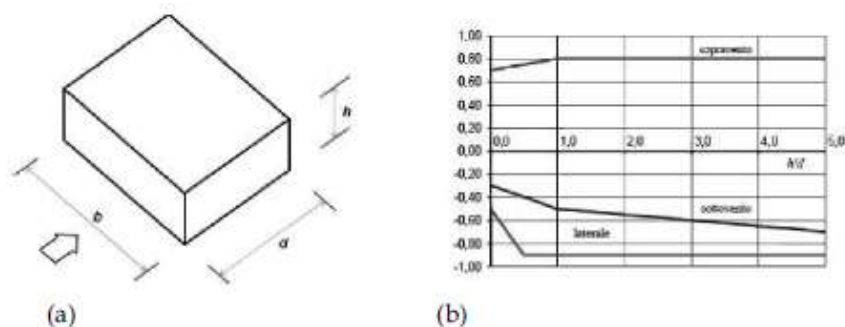 h
b
d
(a)
1,00
0,80
0,60
0,40
0,20
0,00
-0,20
-0,40
-0,60
-0,80
-1,00
0,0 1,0 2,0 3,0 4,0 5,0
h/d
sopravento
sottovento
laterale
(b)